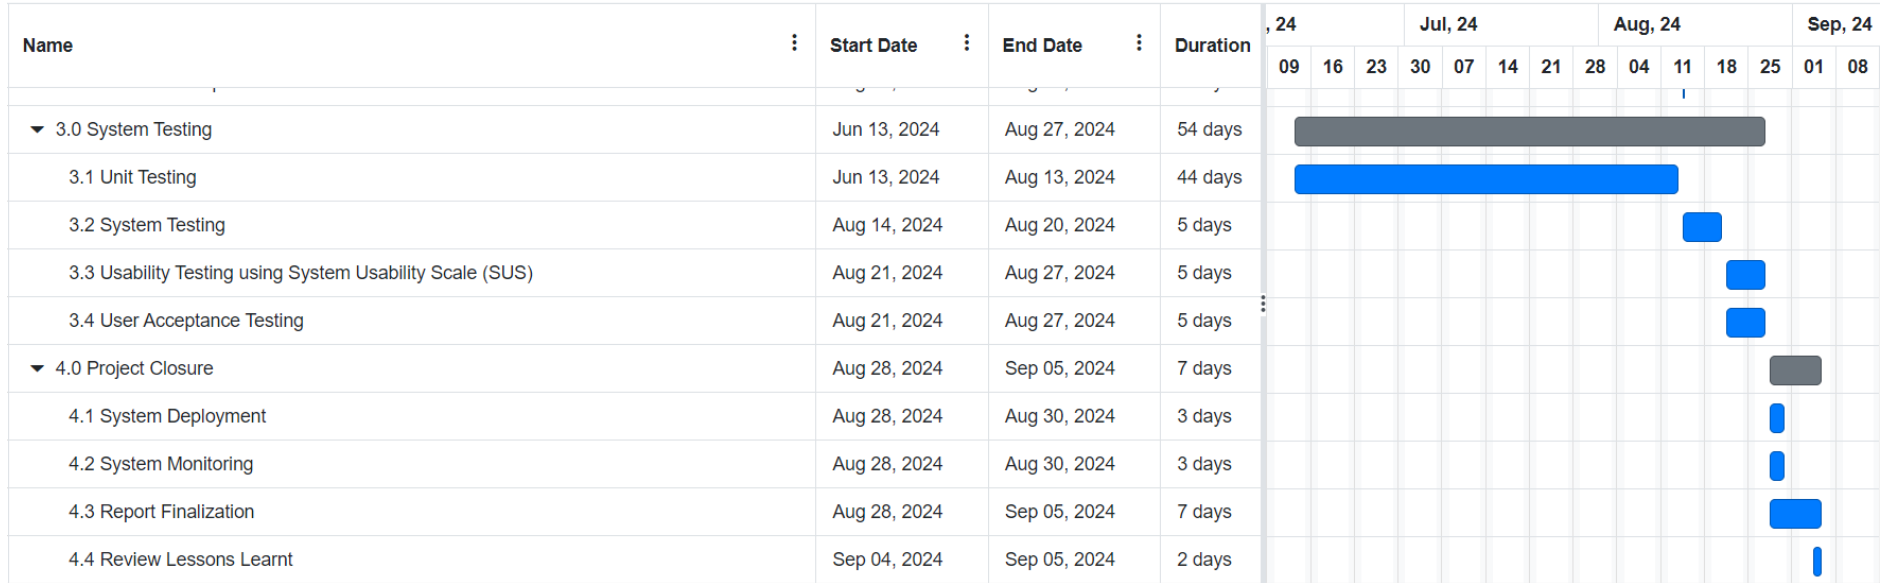 Name Start Date End Date Duration , 24 Jul, 24 Aug, 24 Sep, 24
09 16 23 30 07 14 21 28 04 11 18 25 01 08
3.0 System Testing Jun 13, 2024 Aug 27, 2024 54 days
3.1 Unit Testing Jun 13, 2024 Aug 13, 2024 44 days
3.2 System Testing Aug 14, 2024 Aug 20, 2024 5 days
3.3 Usability Testing using System Usability Scale (SUS) Aug 21, 2024 Aug 27, 2024 5 days
3.4 User Acceptance Testing Aug 21, 2024 Aug 27, 2024 5 days
4.0 Project Closure Aug 28, 2024 Sep 05, 2024 7 days
4.1 System Deployment Aug 28, 2024 Aug 30, 2024 3 days
4.2 System Monitoring Aug 28, 2024 Aug 30, 2024 3 days
4.3 Report Finalization Aug 28, 2024 Sep 05, 2024 7 days
4.4 Review Lessons Learnt Sep 04, 2024 Sep 05, 2024 2 days